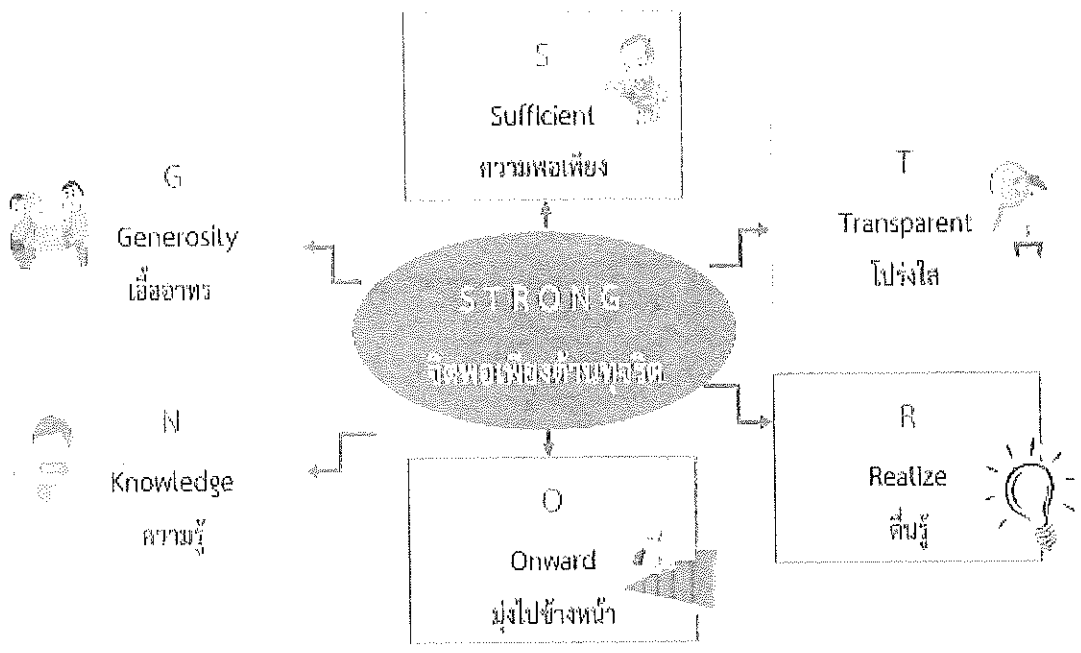 S
Sufficient
ความพอเพียง
T
Transparent
โปร่งใส
R
Realize
ตื่นรู้
O
Onward
มุ่งไปข้างหน้า
N
Knowledge
ความรู้
G
Generosity
เอื้ออาทร
STRONG
จิตพอเพียงต้านทุจริต